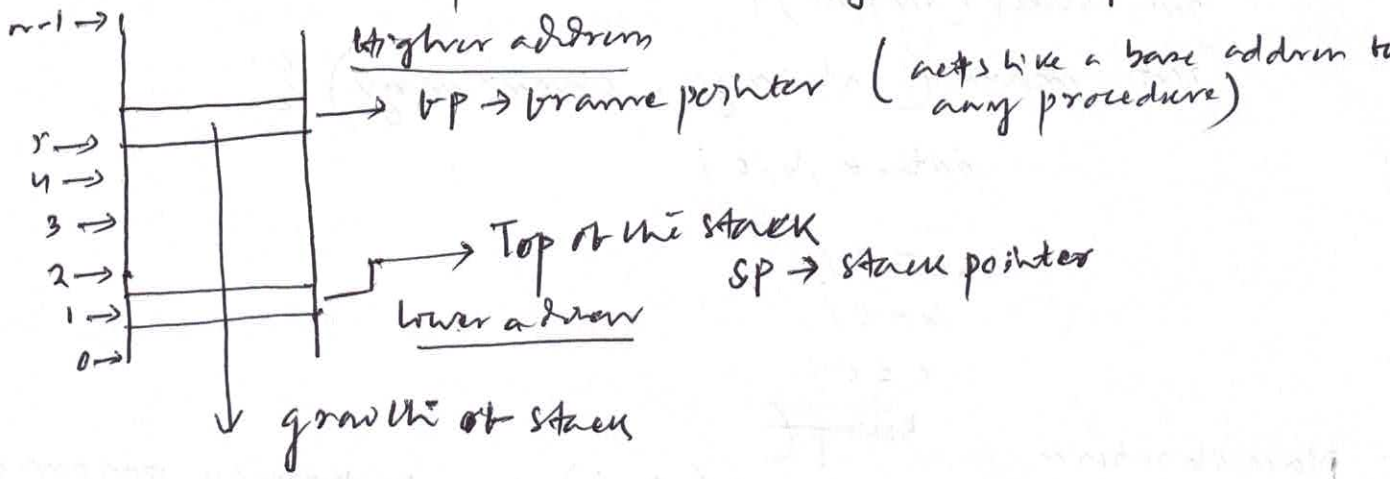 n-1 →
Higher address
fp → frame pointer ( acts like a base address to
any procedure)
5 →
4 →
3 →
Top of the stack
2 →
SP → stack pointer
1 →
Lower address
0 →
growth of stack